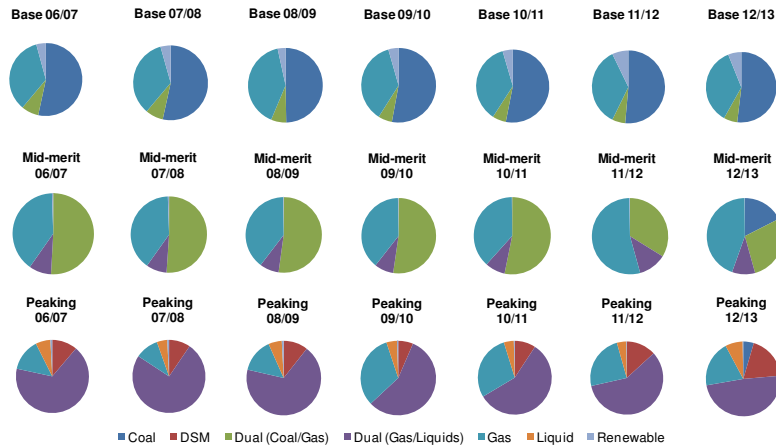 Base 06/07 Base 07/08 Base 08/09 Base 09/10 Base 10/11 Base 11/12 Base 12/13
Mid-merit Mid-merit Mid-merit Mid-merit Mid-merit Mid-merit Mid-merit
06/07 07/08 08/09 09/10 10/11 11/12 12/13
Peaking Peaking Peaking Peaking Peaking Peaking Peaking
06/07 07/08 08/09 09/10 10/11 11/12 12/13
Coal DSM Dual (Coal/Gas) Dual (Gas/Liquids) Gas Liquid Renewable